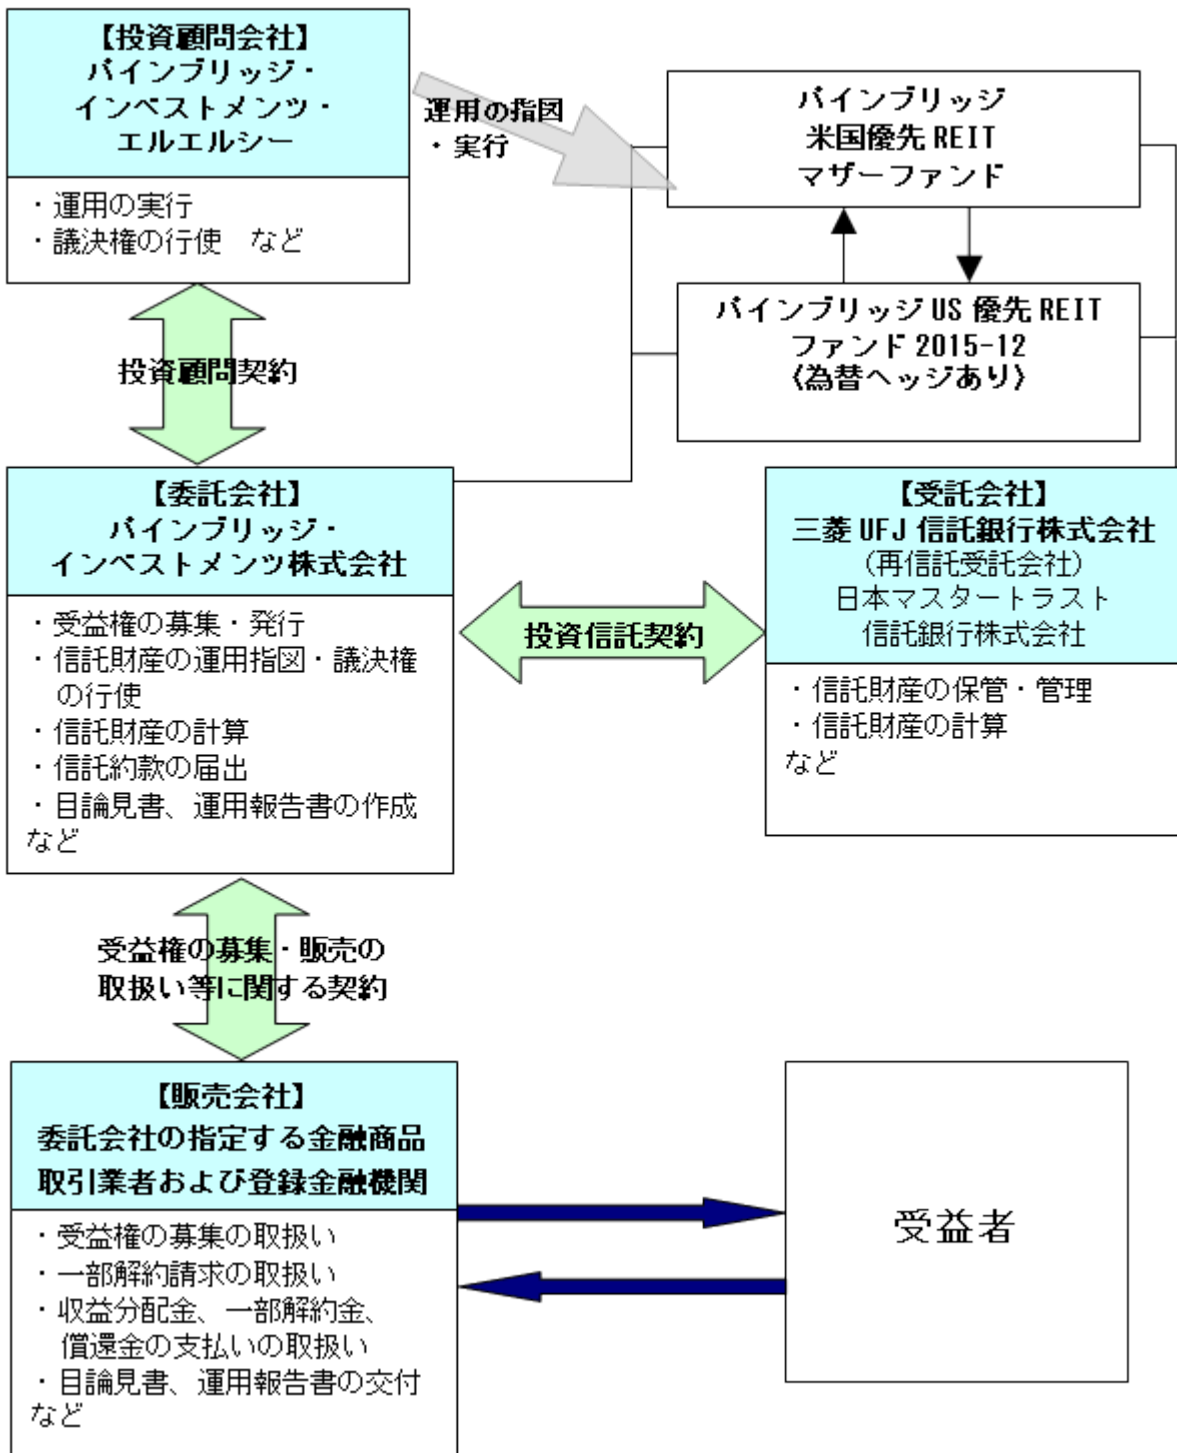 【投資顧問会社】
パインブリッジ・
インベストメンツ・
エルエルシー
・運用の実行
・議決権の行使　など
運用の指図
・実行
パインブリッジ
米国優先REIT
マザーファンド
パインブリッジUS優先REIT
ファンド2015-12
〈為替ヘッジあり〉
投資顧問契約
【委託会社】
パインブリッジ・
インベストメンツ株式会社
・受益権の募集・発行
・信託財産の運用指図・議決権
の行使
・信託財産の計算
・信託約款の届出
・目論見書、運用報告書の作成
など
投資信託契約
【受託会社】
三菱UFJ信託銀行株式会社
（再信託受託会社）
日本マスタートラスト
信託銀行株式会社
・信託財産の保管・管理
・信託財産の計算
など
受益権の募集・販売の
取扱い等に関する契約
【販売会社】
委託会社の指定する金融商品
取引業者および登録金融機関
・受益権の募集の取扱い
・一部解約請求の取扱い
・収益分配金、一部解約金、
償還金の支払いの取扱い
・目論見書、運用報告書の交付
など
受益者